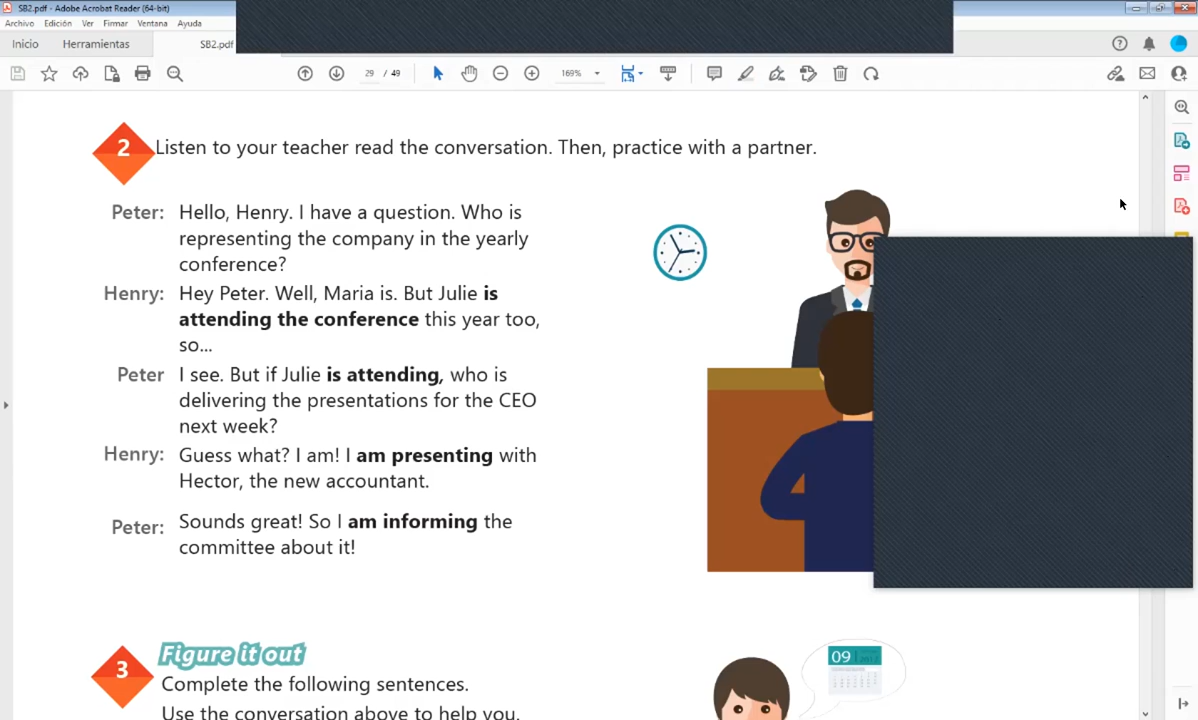 SB2.pdf - Adobe Acrobat Reader (64-bit)
Archivo Edición Ver Firmar Ventana Ayuda
Inicio Herramientas SB2.pdf
29 / 49 169%
2 Listen to your teacher read the conversation. Then, practice with a partner.
Peter: Hello, Henry. I have a question. Who is
representing the company in the yearly
conference?
Henry: Hey Peter. Well, Maria is. But Julie is
attending the conference this year too,
so...
Peter I see. But if Julie is attending, who is
delivering the presentations for the CEO
next week?
Henry: Guess what? I am! I am presenting with
Hector, the new accountant.
Peter: Sounds great! So I am informing the
committee about it!
3 Figure it out
Complete the following sentences.
Use the conversation above to help you.
09